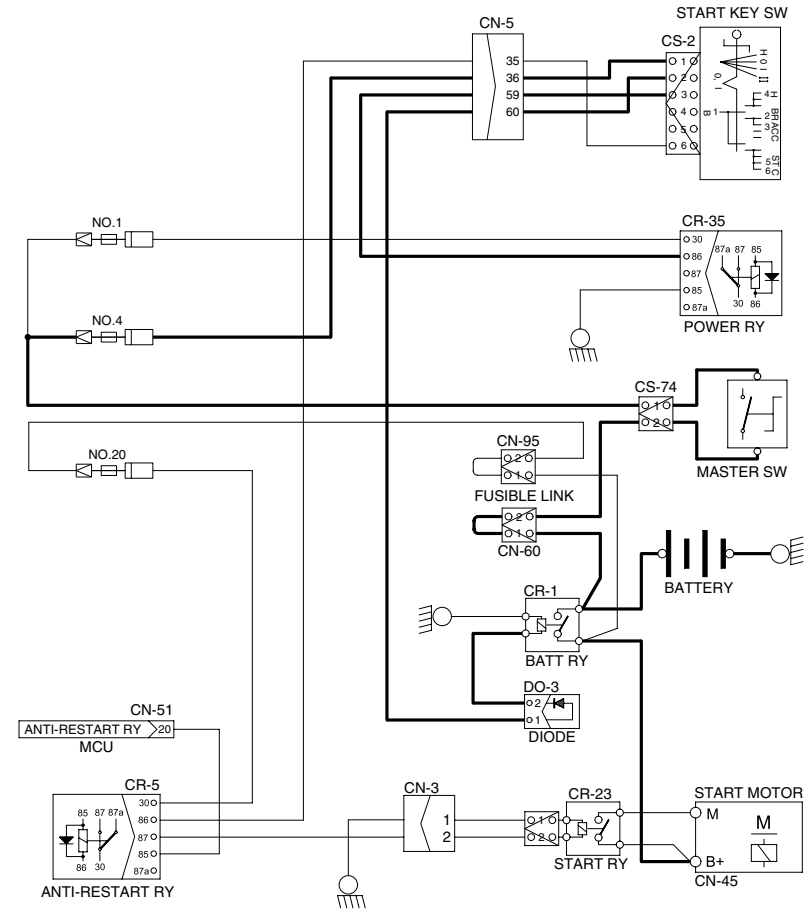 START KEY SW
CN-5
CS-2
35
36
59
60
1
2
3
4
5
6
H O I II
0, I
B 1
4 H
2 BR
3 ACC
5 ST
6 C
NO.1
CR-35
30
86
87
85
87a
87a 87 85
30 86
POWER RY
NO.4
CS-74
1
2
MASTER SW
NO.20
CN-95
2
1
FUSIBLE LINK
2
1
CN-60
BATTERY
CR-1
BATT RY
DO-3
2
1
DIODE
CN-51
ANTI-RESTART RY 20
MCU
CR-5
85 87 87a
86 30
30
86
87
85
87a
ANTI-RESTART RY
CN-3
1
2
1
2
CR-23
START RY
START MOTOR
M
M
B+
CN-45